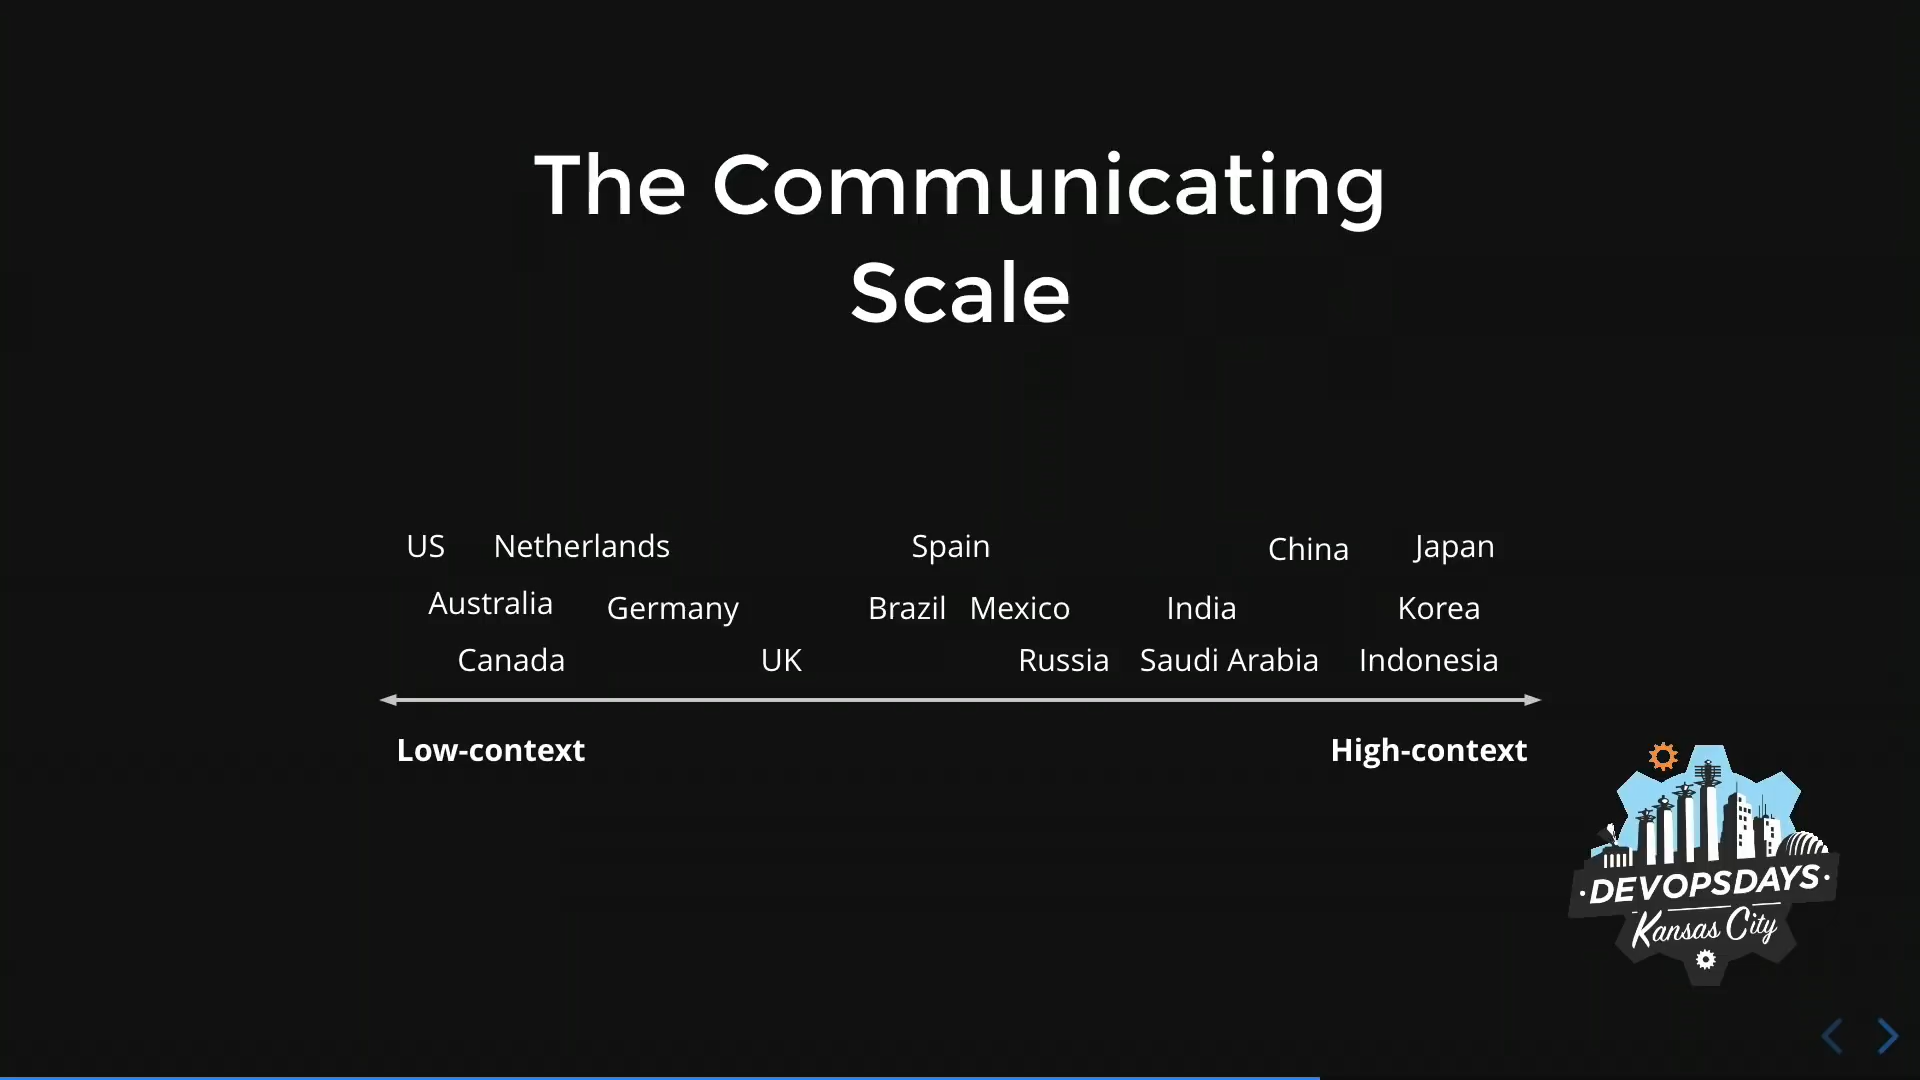 The Communicating
Scale
US Netherlands Spain China Japan
Australia Germany Brazil Mexico India Korea
Canada UK Russia Saudi Arabia Indonesia
Low-context High-context
·DEVOPSDAYS·
Kansas City